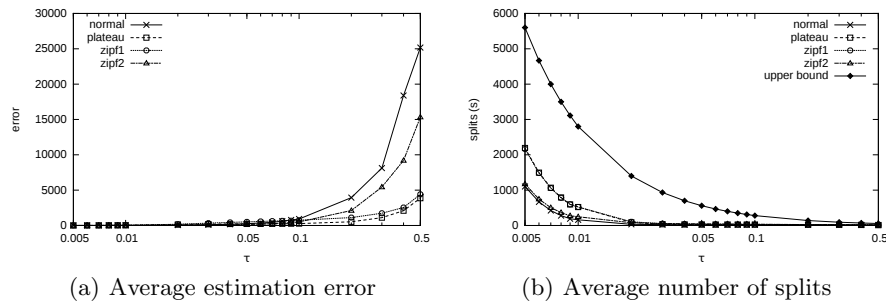 30000
25000
20000
15000
10000
5000
0
error
normal
plateau
zipf1
zipf2
0.005 0.01 0.05 0.1 0.5
τ
(a) Average estimation error
6000
5000
4000
3000
2000
1000
0
splits (s)
normal
plateau
zipf1
zipf2
upper bound
0.005 0.01 0.05 0.1 0.5
τ
(b) Average number of splits